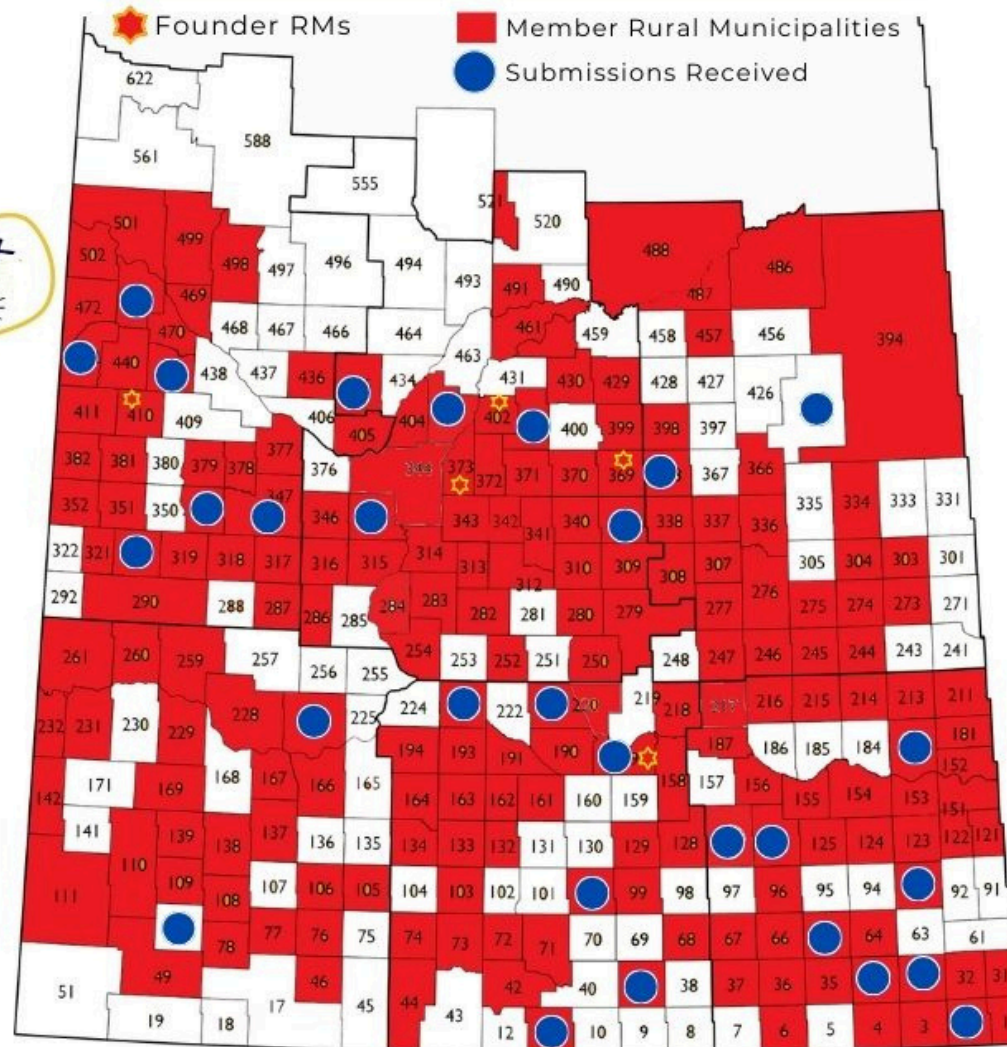 Founder RMs
Member Rural Municipalities
Submissions Received
622
588
561
555
521 520
501 499 498 497 496 494 493 491 490 488 487 486
502 472 469 470 468 467 466 464 461 459 458 457 456 394
440 438 437 436 434 463 431 430 429 428 427 426
411 410 409 406 405 404 402 400 399 398 397
382 381 380 379 378 377 376 373 372 371 370 369 367 366
352 351 350 347 346 343 342 341 340 338 337 336 335 334 333 331
322 321 319 318 317 316 315 314 313 312 310 309 308 307 305 304 303 301
292 290 288 287 286 285 284 283 282 281 280 279 277 276 275 274 273 271
261 260 259 257 256 255 254 253 252 251 250 248 247 246 245 244 243 241
232 231 230 229 228 225 224 222 220 219 218 216 215 214 213 211
194 193 191 190 187 186 185 184 181
171 169 168 167 166 165 164 163 162 161 160 159 158 157 156 155 154 153 152 151
142 141 139 138 137 136 135 134 133 132 131 130 129 128 125 124 123 122 121
111 110 109 108 107 106 105 104 103 102 101 99 98 97 96 95 94 92 91
78 77 76 75 74 73 72 71 70 69 68 67 66 64 63 61
51 49 46 45 44 43 42 40 38 37 36 35 32
19 18 17 12 10 9 8 7 6 5 4 3